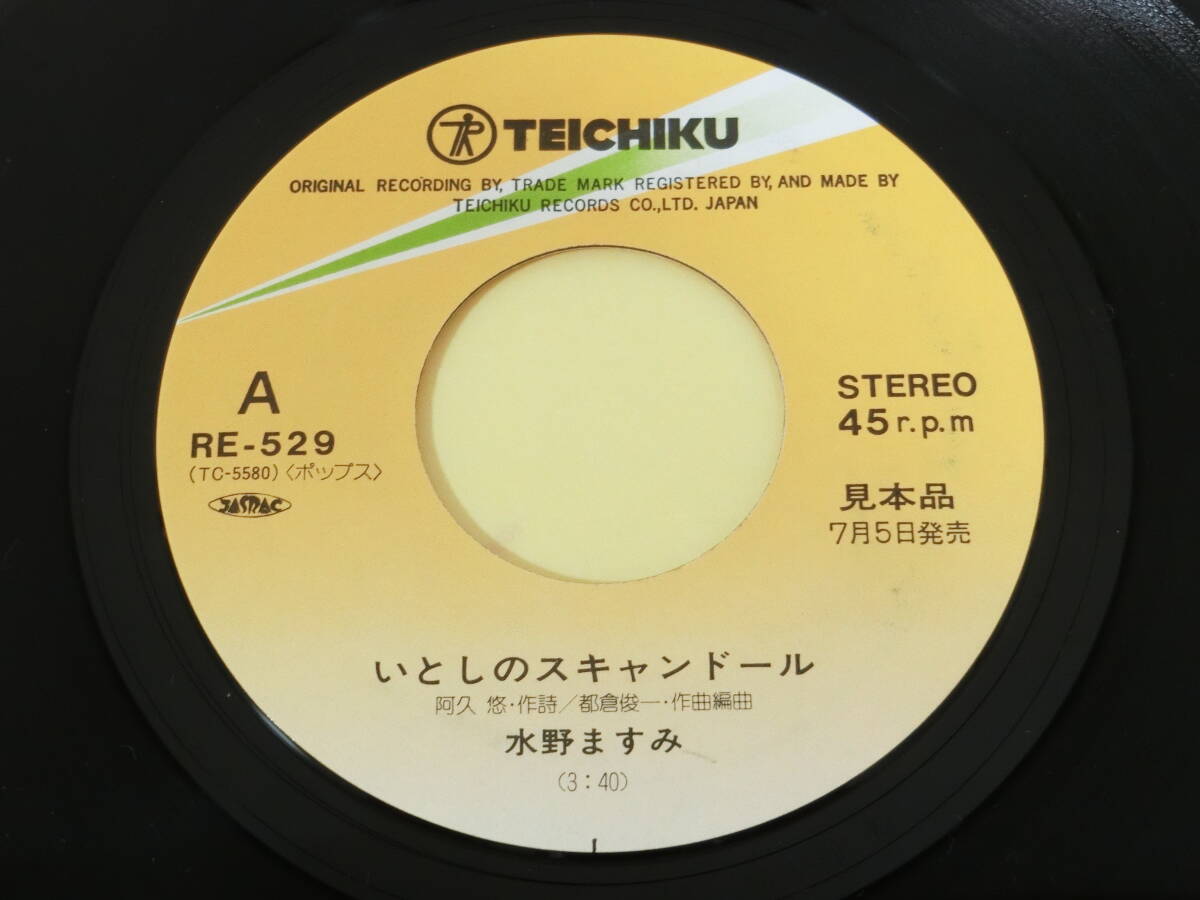 TEICHIKU
ORIGINAL RECORDING BY, TRADE MARK REGISTERED BY, AND MADE BY
TEICHIKU RECORDS CO.,LTD. JAPAN
A
RE-529
(TC-5580)〈ポップス〉
JASRAC
STEREO
45 r.p.m
見本品
7月5日発売
いとしのスキャンドール
阿久 悠・作詩/都倉俊一・作曲編曲
水野ますみ
(3:40)